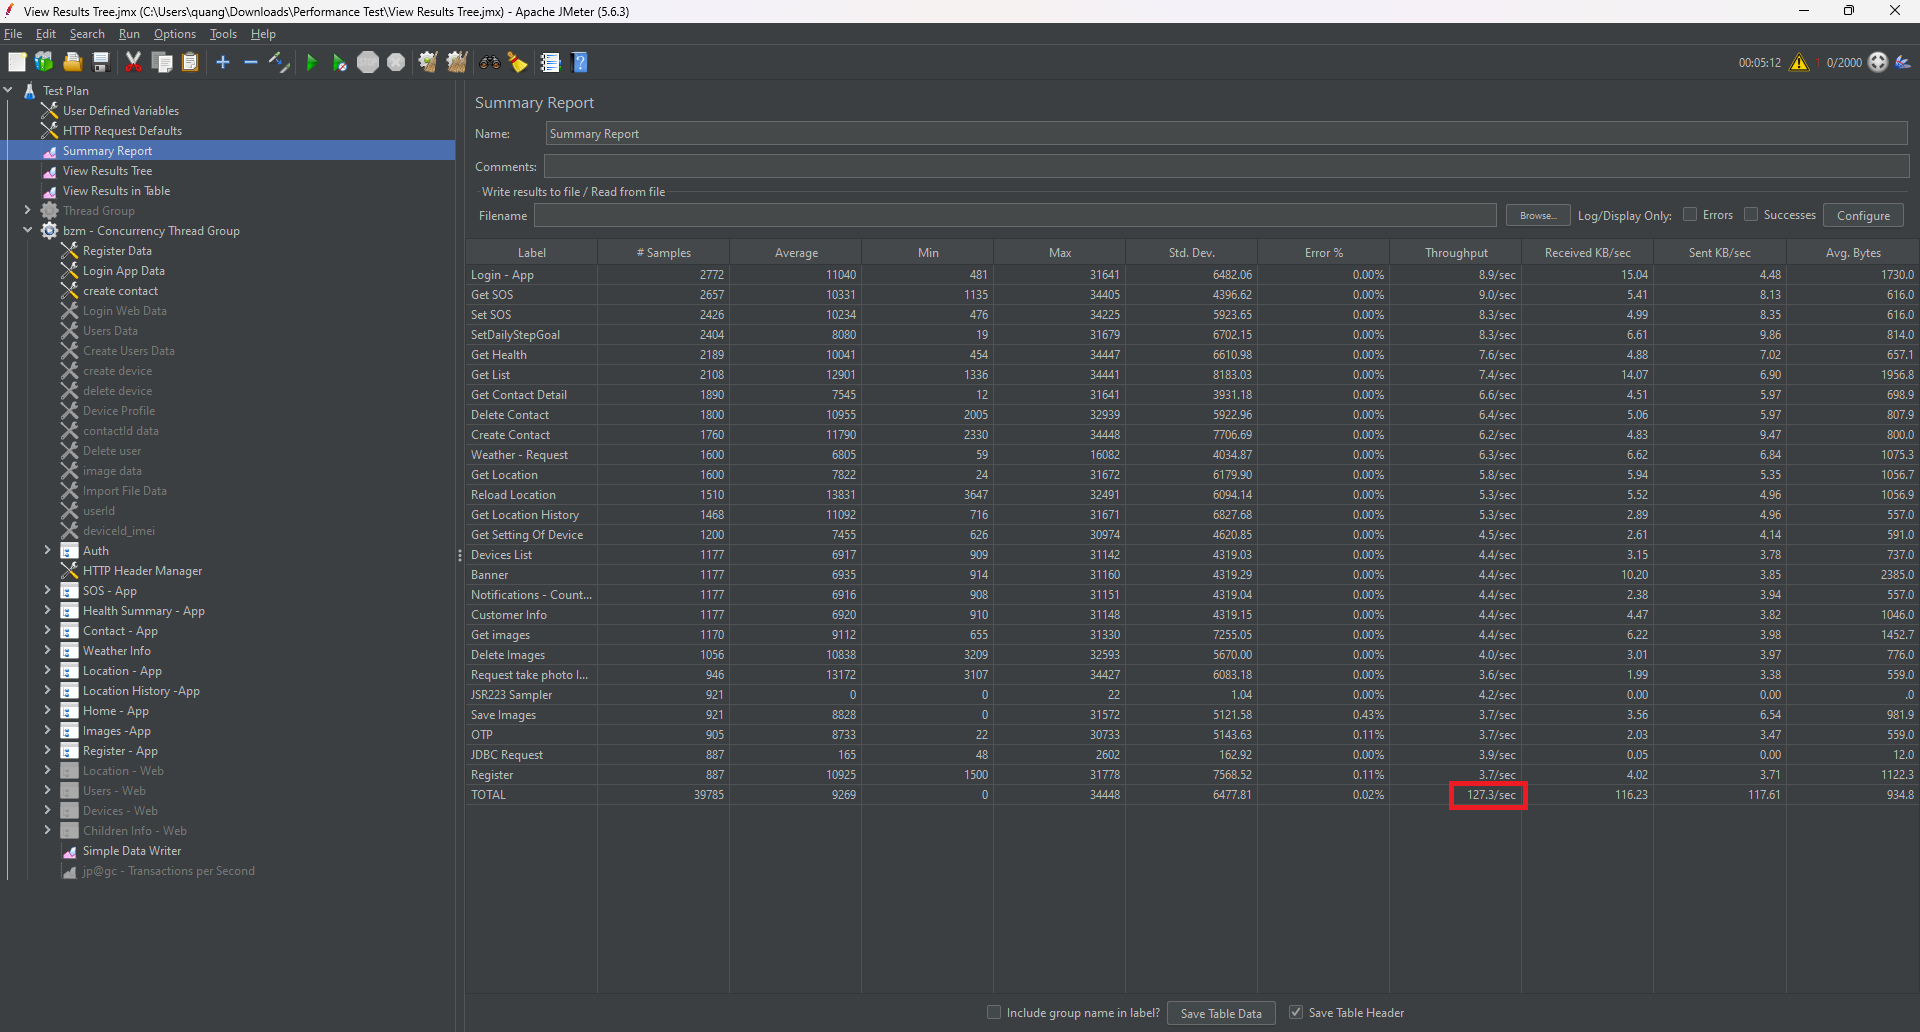 View Results Tree.jmx (C:\Users\quang\Downloads\Performance Test\View Results Tree.jmx) - Apache JMeter (5.6.3)
File Edit Search Run Options Tools Help
00:05:12 1 0/2000
Test Plan
User Defined Variables
HTTP Request Defaults
Summary Report
View Results Tree
View Results in Table
Thread Group
bzm - Concurrency Thread Group
Register Data
Login App Data
create contact
Login Web Data
Users Data
Create Users Data
create device
delete device
Device Profile
contactId data
Delete user
image data
Import File Data
userId
deviceId_imei
Auth
HTTP Header Manager
SOS - App
Health Summary - App
Contact - App
Weather Info
Location - App
Location History -App
Home - App
Images -App
Register - App
Location - Web
Users - Web
Devices - Web
Children Info - Web
Simple Data Writer
jp@gc - Transactions per Second
Summary Report
Name: Summary Report
Comments:
Write results to file / Read from file
Filename Browse... Log/Display Only: Errors Successes Configure
Label # Samples Average Min Max Std. Dev. Error % Throughput Received KB/sec Sent KB/sec Avg. Bytes
Login - App 2772 11040 481 31641 6482.06 0.00% 8.9/sec 15.04 4.48 1730.0
Get SOS 2657 10331 1135 34405 4396.62 0.00% 9.0/sec 5.41 8.13 616.0
Set SOS 2426 10234 476 34225 5923.65 0.00% 8.3/sec 4.99 8.35 616.0
SetDailyStepGoal 2404 8080 19 31679 6702.15 0.00% 8.3/sec 6.61 9.86 814.0
Get Health 2189 10041 454 34447 6610.98 0.00% 7.6/sec 4.88 7.02 657.1
Get List 2108 12901 1336 34441 8183.03 0.00% 7.4/sec 14.07 6.90 1956.8
Get Contact Detail 1890 7545 12 31641 3931.18 0.00% 6.6/sec 4.51 5.97 698.9
Delete Contact 1800 10955 2005 32939 5922.96 0.00% 6.4/sec 5.06 5.97 807.9
Create Contact 1760 11790 2330 34448 7706.69 0.00% 6.2/sec 4.83 9.47 800.0
Weather - Request 1600 6805 59 16082 4034.87 0.00% 6.3/sec 6.62 6.84 1075.3
Get Location 1600 7822 24 31672 6179.90 0.00% 5.8/sec 5.94 5.35 1056.7
Reload Location 1510 13831 3647 32491 6094.14 0.00% 5.3/sec 5.52 4.96 1056.9
Get Location History 1468 11092 716 31671 6827.68 0.00% 5.3/sec 2.89 4.96 557.0
Get Setting Of Device 1200 7455 626 30974 4620.85 0.00% 4.5/sec 2.61 4.14 591.0
Devices List 1177 6917 909 31142 4319.03 0.00% 4.4/sec 3.15 3.78 737.0
Banner 1177 6935 914 31160 4319.29 0.00% 4.4/sec 10.20 3.85 2385.0
Notifications - Count... 1177 6916 908 31151 4319.04 0.00% 4.4/sec 2.38 3.94 557.0
Customer Info 1177 6920 910 31148 4319.15 0.00% 4.4/sec 4.47 3.82 1046.0
Get images 1170 9112 655 31330 7255.05 0.00% 4.4/sec 6.22 3.98 1452.7
Delete Images 1056 10838 3209 32593 5670.00 0.00% 4.0/sec 3.01 3.97 776.0
Request take photo I... 946 13172 3107 34427 6083.18 0.00% 3.6/sec 1.99 3.38 559.0
JSR223 Sampler 921 0 0 22 1.04 0.00% 4.2/sec 0.00 0.00 .0
Save Images 921 8828 0 31572 5121.58 0.43% 3.7/sec 3.56 6.54 981.9
OTP 905 8733 22 30733 5143.63 0.11% 3.7/sec 2.03 3.47 559.0
JDBC Request 887 165 48 2602 162.92 0.00% 3.9/sec 0.05 0.00 12.0
Register 887 10925 1500 31778 7568.52 0.11% 3.7/sec 4.02 3.71 1122.3
TOTAL 39785 9269 0 34448 6477.81 0.02% 127.3/sec 116.23 117.61 934.8
Include group name in label? Save Table Data Save Table Header